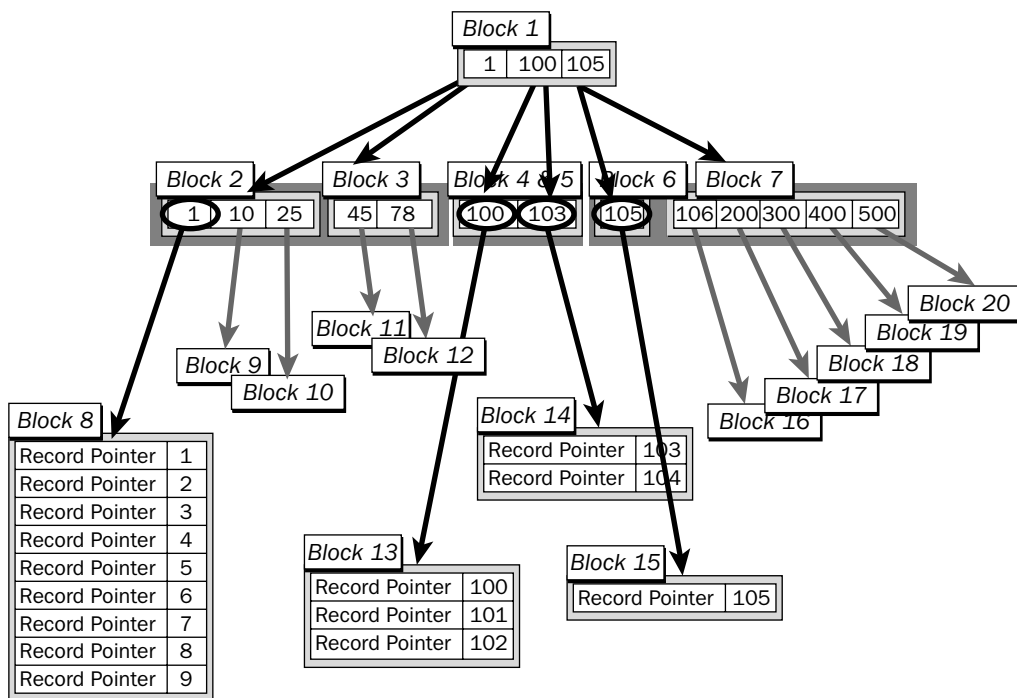 Block 1
1 100 105
Block 2 Block 3 Block 4 & 5 Block 6 Block 7
1 10 25 45 78 100 103 105 106 200 300 400 500
Block 20
Block 11 Block 19
Block 12
Block 9 Block 18
Block 10 Block 17
Block 8 Block 14 Block 16
Record Pointer 1
Record Pointer 2
Record Pointer 3
Record Pointer 4
Record Pointer 5
Record Pointer 6
Record Pointer 7
Record Pointer 8
Record Pointer 9
Record Pointer 103
Record Pointer 104
Block 13
Record Pointer 100
Record Pointer 101
Record Pointer 102
Block 15
Record Pointer 105